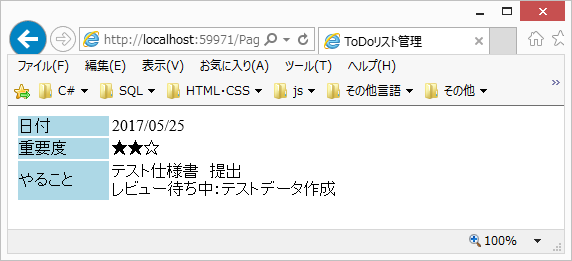 http://localhost:59971/Pag
ToDoリスト管理
ファイル(F) 編集(E) 表示(V) お気に入り(A) ツール(T) ヘルプ(H)
C# SQL HTML・CSS js その他言語 その他
日付 2017/05/25
重要度 ★★☆
やること テスト仕様書 提出
レビュー待ち中：テストデータ作成
100%